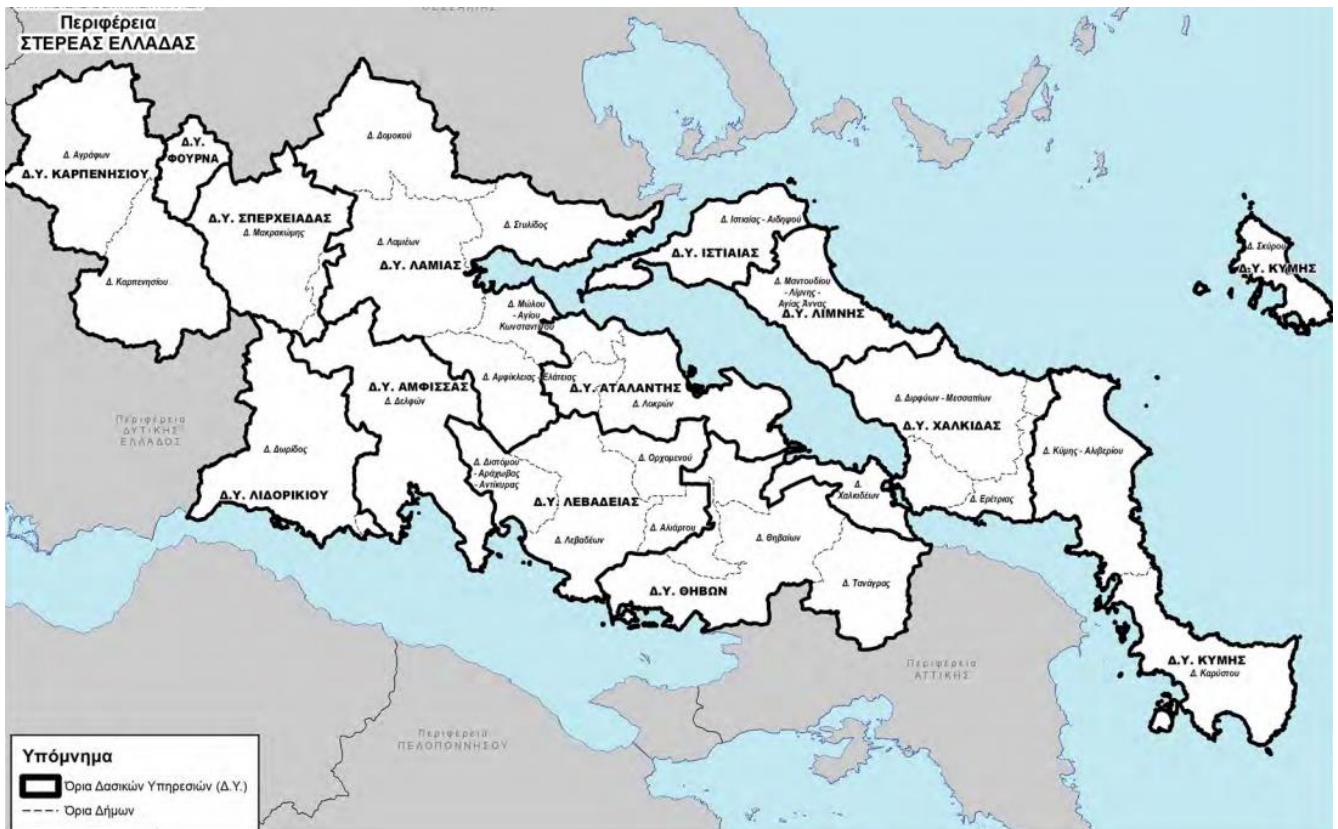 Περιφέρεια
ΣΤΕΡΕΑΣ ΕΛΛΑΔΑΣ
Δ. Αγράφων
Δ.Υ. ΚΑΡΠΕΝΗΣΙΟΥ
Δ. Καρπενησίου
Δ.Υ.
ΦΟΥΡΝΑ
Δ.Υ. ΣΠΕΡΧΕΙΑΔΑΣ
Δ. Μακρακώμης
Δ. Δομοκού
Δ. Λαμιέων
Δ.Υ. ΛΑΜΙΑΣ
Δ. Στυλίδος
Δ. Μώλου
- Αγίου
Κωνσταντίνου
Δ. Ιστιαίας - Αιδηψού
Δ.Υ. ΙΣΤΙΑΙΑΣ
Δ. Μαντουδίου
- Λίμνης -
Αγίας Άννας
Δ.Υ. ΛΙΜΝΗΣ
Δ. Σκύρου
Δ.Υ. ΚΥΜΗΣ
Δ.Υ. ΑΜΦΙΣΣΑΣ
Δ. Δελφών
Δ. Αμφίκλειας - Ελάτειας
Δ.Υ. ΑΤΑΛΑΝΤΗΣ
Δ. Λοκρών
Δ. Διρφύων - Μεσσαπίων
Δ.Υ. ΧΑΛΚΙΔΑΣ
Δ. Ερέτριας
Δ. Κύμης - Αλιβερίου
Περιφέρεια
ΔΥΤΙΚΗΣ
ΕΛΛΑΔΟΣ
Δ. Δωρίδος
Δ.Υ. ΛΙΔΟΡΙΚΙΟΥ
Δ. Διστόμου
- Αράχωβας
- Αντίκυρας
Δ. Ορχομενού
Δ.Υ. ΛΕΒΑΔΕΙΑΣ
Δ. Λεβαδέων
Δ. Αλιάρτου
Δ.
Χαλκιδέων
Δ. Θηβαίων
Δ.Υ. ΘΗΒΩΝ
Δ. Τανάγρας
Περιφέρεια
ΑΤΤΙΚΗΣ
Δ.Υ. ΚΥΜΗΣ
Δ. Καρύστου
Περιφέρεια
ΠΕΛΟΠΟΝΝΗΣΟΥ
Υπόμνημα
Όρια Δασικών Υπηρεσιών (Δ.Υ.)
Όρια Δήμων